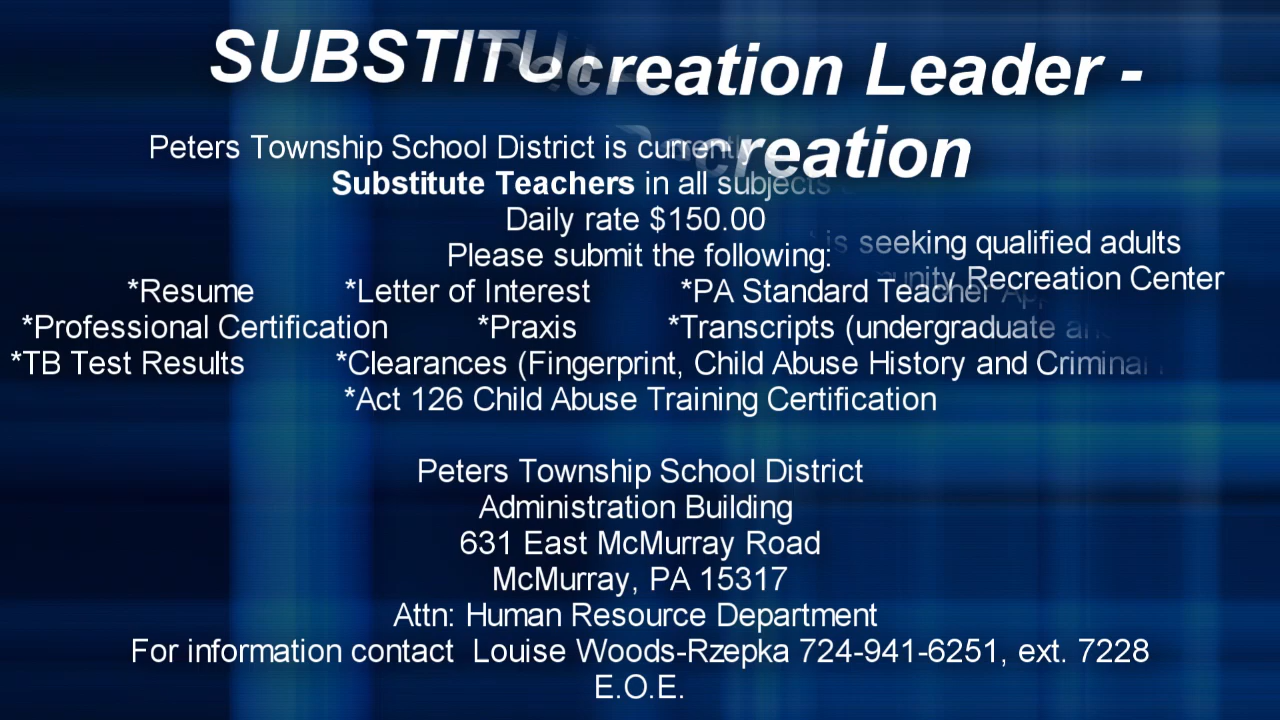 SUBSTITU
creation Leader -
creation
Peters Township School District is currently
Substitute Teachers in all subjects
Daily rate $150.00
is seeking qualified adults
Please submit the following:
Recreation Center
*Resume *Letter of Interest *PA Standard Teacher
*Professional Certification *Praxis *Transcripts (undergraduate
*TB Test Results *Clearances (Fingerprint, Child Abuse History and Criminal
*Act 126 Child Abuse Training Certification
Peters Township School District
Administration Building
631 East McMurray Road
McMurray, PA 15317
Attn: Human Resource Department
For information contact Louise Woods-Rzepka 724-941-6251, ext. 7228
E.O.E.